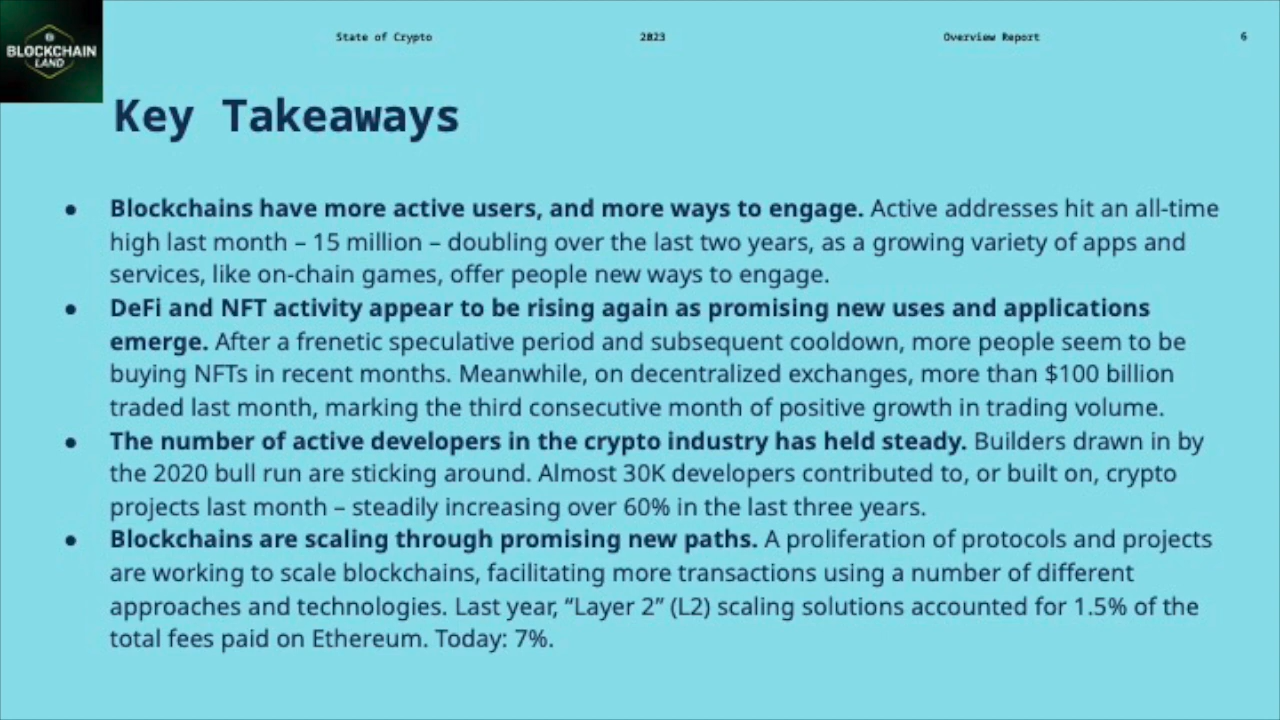 BLOCKCHAIN
LAND
State of Crypto 2023 Overview Report 6
Key Takeaways
● Blockchains have more active users, and more ways to engage. Active addresses hit an all-time
high last month – 15 million – doubling over the last two years, as a growing variety of apps and
services, like on-chain games, offer people new ways to engage.
● DeFi and NFT activity appear to be rising again as promising new uses and applications
emerge. After a frenetic speculative period and subsequent cooldown, more people seem to be
buying NFTs in recent months. Meanwhile, on decentralized exchanges, more than $100 billion
traded last month, marking the third consecutive month of positive growth in trading volume.
● The number of active developers in the crypto industry has held steady. Builders drawn in by
the 2020 bull run are sticking around. Almost 30K developers contributed to, or built on, crypto
projects last month – steadily increasing over 60% in the last three years.
● Blockchains are scaling through promising new paths. A proliferation of protocols and projects
are working to scale blockchains, facilitating more transactions using a number of different
approaches and technologies. Last year, “Layer 2” (L2) scaling solutions accounted for 1.5% of the
total fees paid on Ethereum. Today: 7%.